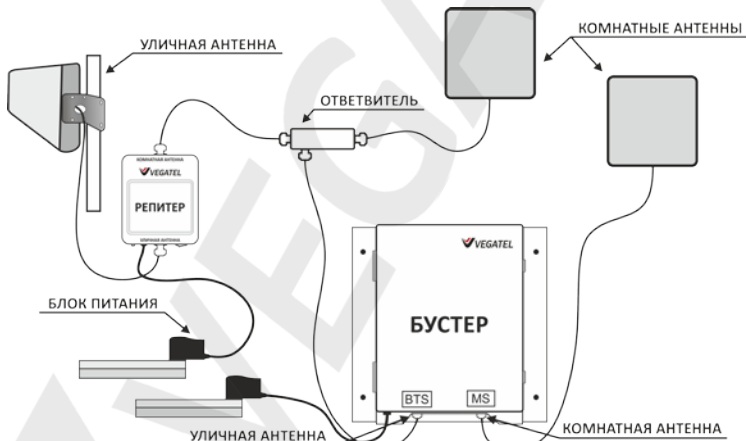 КОМНАТНЫЕ АНТЕННЫ
УЛИЧНАЯ АНТЕННА
ОТВЕТВИТЕЛЬ
КОМНАТНАЯ АНТЕННА
VEGATEL
РЕПИТЕР
УЛИЧНАЯ АНТЕННА
VEGATEL
БЛОК ПИТАНИЯ
БУСТЕР
BTS
MS
УЛИЧНАЯ АНТЕННА
КОМНАТНАЯ АНТЕННА